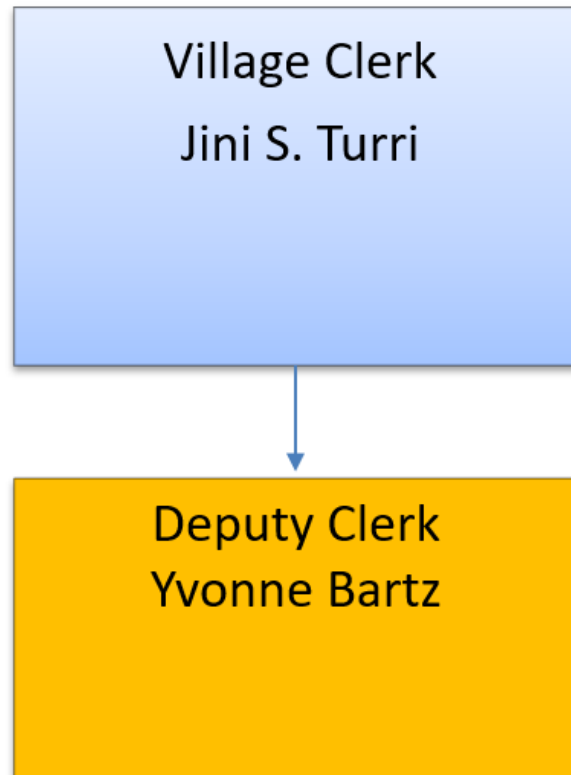 Village Clerk
Jini S. Turri
Deputy Clerk
Yvonne Bartz